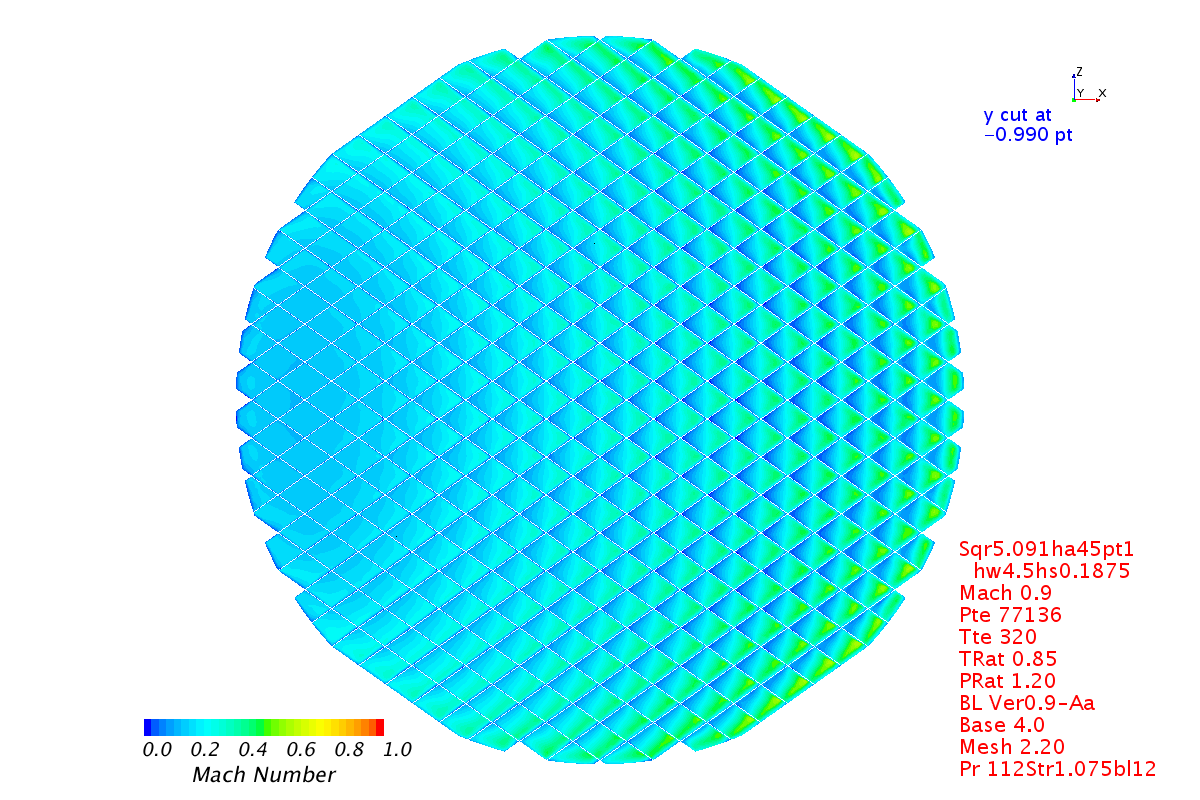 Z
Y X
y cut at
−0.990 pt
Sqr5.091ha45pt1
hw4.5hs0.1875
Mach 0.9
Pte 77136
Tte 320
TRat 0.85
PRat 1.20
BL Ver0.9−Aa
Base 4.0
Mesh 2.20
Pr 112Str1.075bl12
0.0 0.2 0.4 0.6 0.8 1.0
Mach Number